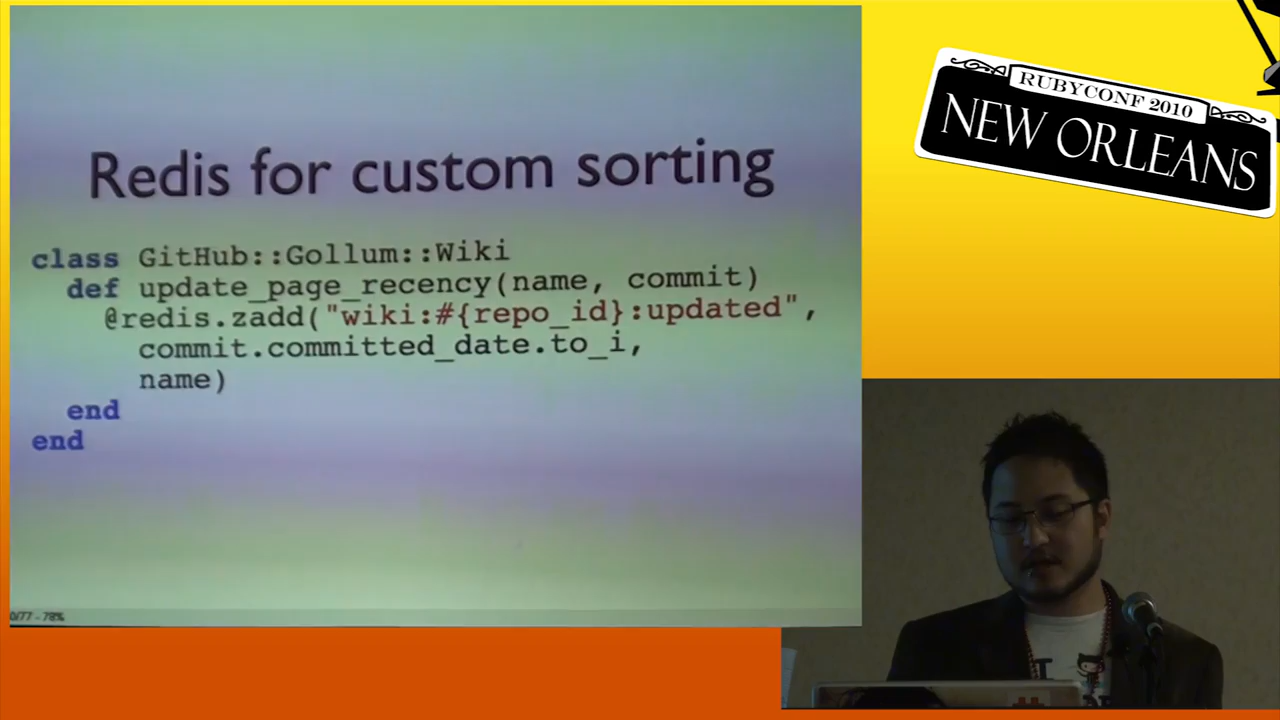 Redis for custom sorting
class GitHub::Gollum::Wiki
def update_page_recency(name, commit)
@redis.zadd("wiki:#{repo_id}:updated",
commit.committed_date.to_i,
name)
end
end
RUBYCONF 2010
NEW ORLEANS
I